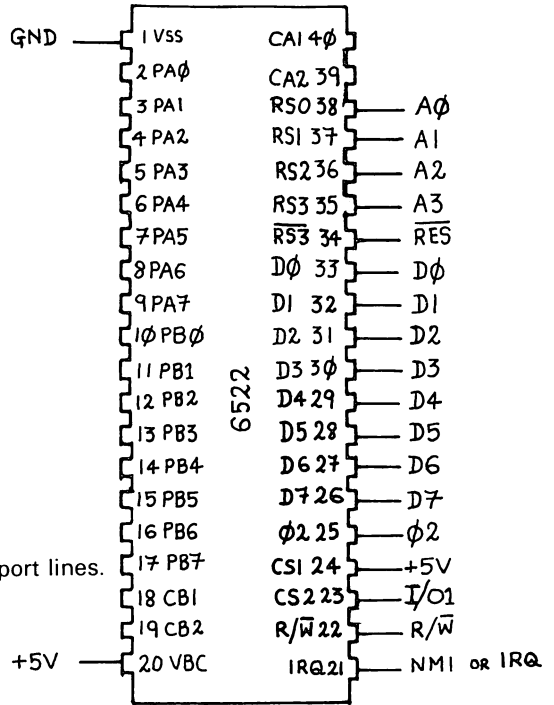 GND 1 VSS CA1 4Ø
2 PAØ CA2 39
3 PA1 RS0 38 AØ
4 PA2 RS1 37 A1
5 PA3 RS2 36 A2
6 PA4 RS3 35 A3
7 PA5 R̅S̅3̅ 34 R̅E̅S̅
8 PA6 DØ 33 DØ
9 PA7 D1 32 D1
1Ø PBØ D2 31 D2
11 PB1 D3 3Ø D3
12 PB2 D4 29 D4
6522
13 PB3 D5 28 D5
14 PB4 D6 27 D6
15 PB5 D7 26 D7
16 PB6 Ø2 25 Ø2
port lines. 17 PB7 CS1 24 +5V
18 CB1 CS2 23 I/O1
19 CB2 R/W̅ 22 R/W̅
+5V 20 VBC IRQ 21 NMI OR IRQ